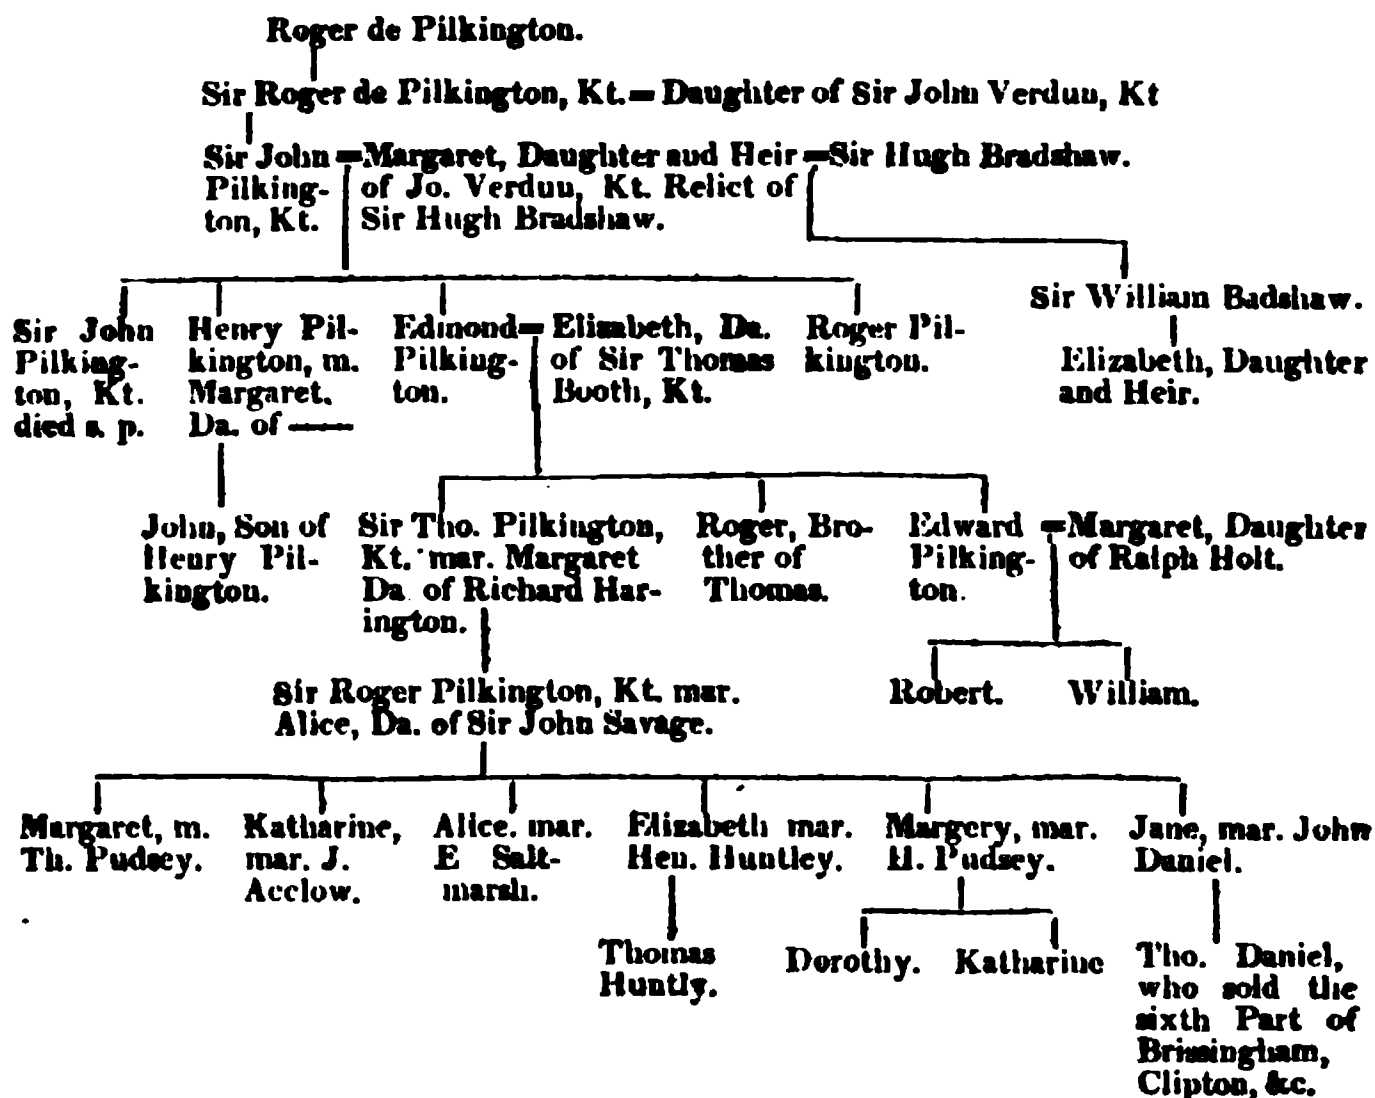 Roger de Pilkington.
Sir Roger de Pilkington, Kt. = Daughter of Sir John Verduu, Kt
Sir John
Pilking-
ton, Kt.
= Margaret, Daughter and Heir
of Jo. Verduu, Kt. Relict of
Sir Hugh Bradshaw.
= Sir Hugh Bradshaw.
Sir John
Pilking-
ton, Kt.
died s. p.
Henry Pil-
kington, m.
Margaret.
Da. of ——
Edmond =
Pilking-
ton.
Elizabeth, Da.
of Sir Thomas
Booth, Kt.
Roger Pil-
kington.
Sir William Badshaw.
Elizabeth, Daughter
and Heir.
John, Son of
Henry Pil-
kington.
Sir Tho. Pilkington,
Kt. mar. Margaret
Da. of Richard Har-
ington.
Roger, Bro-
ther of
Thomas.
Edward
Pilking-
ton.
= Margaret, Daughter
of Ralph Holt.
Robert.
William.
Sir Roger Pilkington, Kt. mar.
Alice, Da. of Sir John Savage.
Margaret, m.
Th. Pudsey.
Katharine,
mar. J.
Acclow.
Alice. mar.
E Salt-
marsh.
Elizabeth mar.
Hen. Huntley.
Margery, mar.
H. Pudsey.
Jane, mar. John
Daniel.
Thomas
Huntly.
Dorothy.
Katharine
Tho. Daniel,
who sold the
sixth Part of
Brissingham,
Clipton, &c.